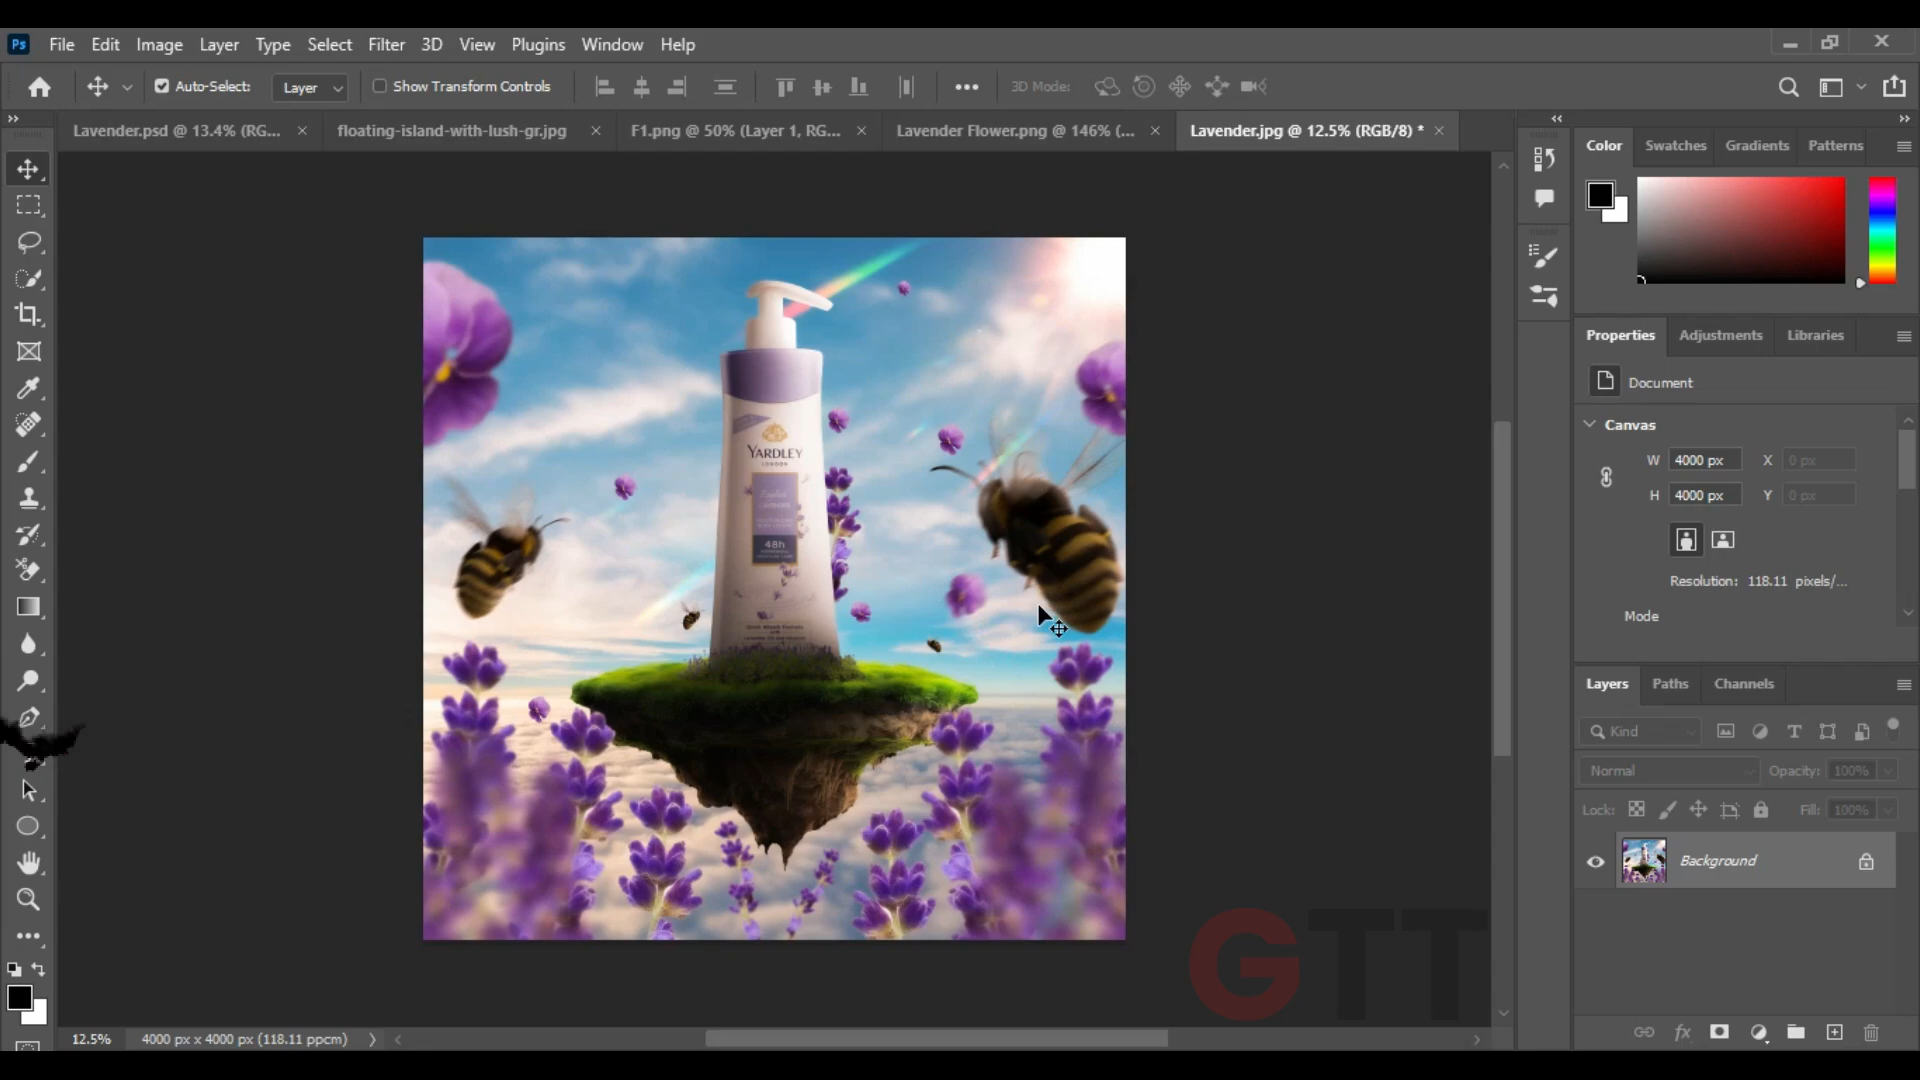 Ps File Edit Image Layer Type Select Filter 3D View Plugins Window Help
Auto-Select: Layer Show Transform Controls 3D Mode:
Lavender.psd @ 13.4% (RG... × floating-island-with-lush-gr.jpg × F1.png @ 50% (Layer 1, RG... × Lavender Flower.png @ 146% (... × Lavender.jpg @ 12.5% (RGB/8) * ×
Color Swatches Gradients Patterns
Properties Adjustments Libraries
Document
Canvas
W 4000 px X 0 px
H 4000 px Y 0 px
Resolution: 118.11 pixels/...
Mode
Layers Paths Channels
Kind
Normal Opacity: 100%
Lock: Fill: 100%
Background
YARDLEY
LONDON
English
Lavender
48h
GTT
12.5% 4000 px x 4000 px (118.11 ppcm)